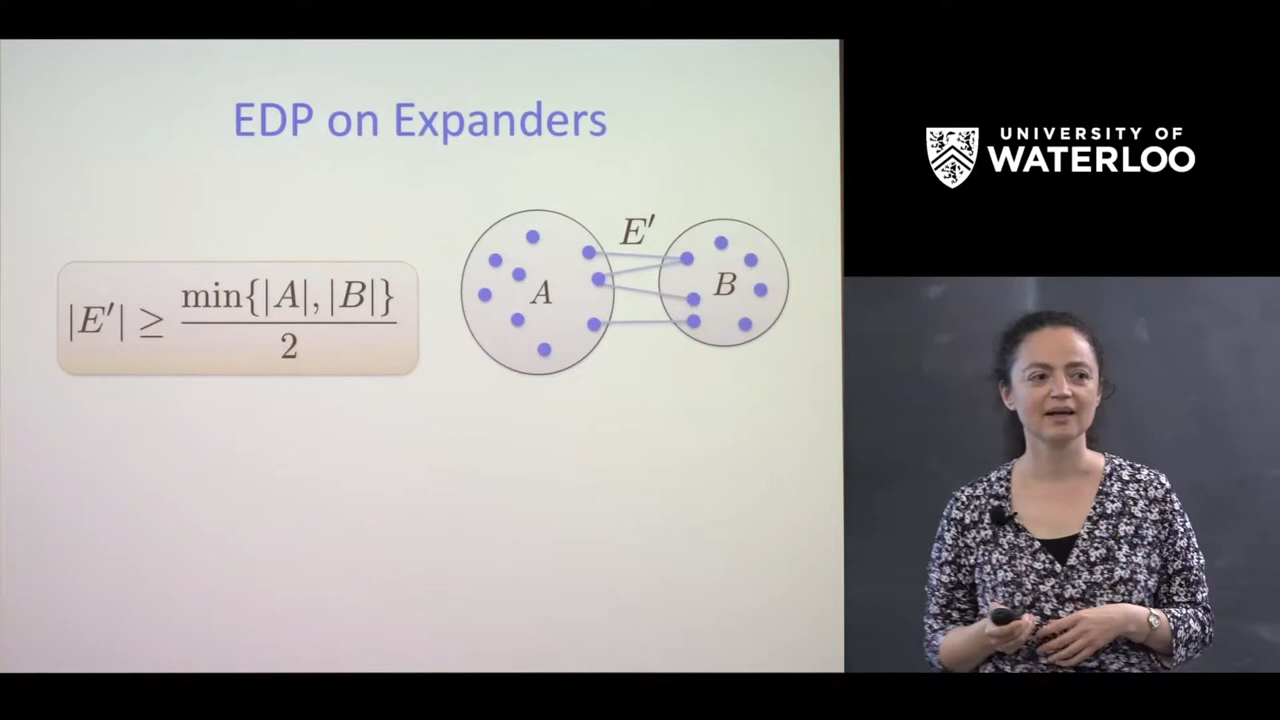 EDP on Expanders
|E'| ≥ min{|A|, |B|} / 2
E'
A
B
UNIVERSITY OF
WATERLOO